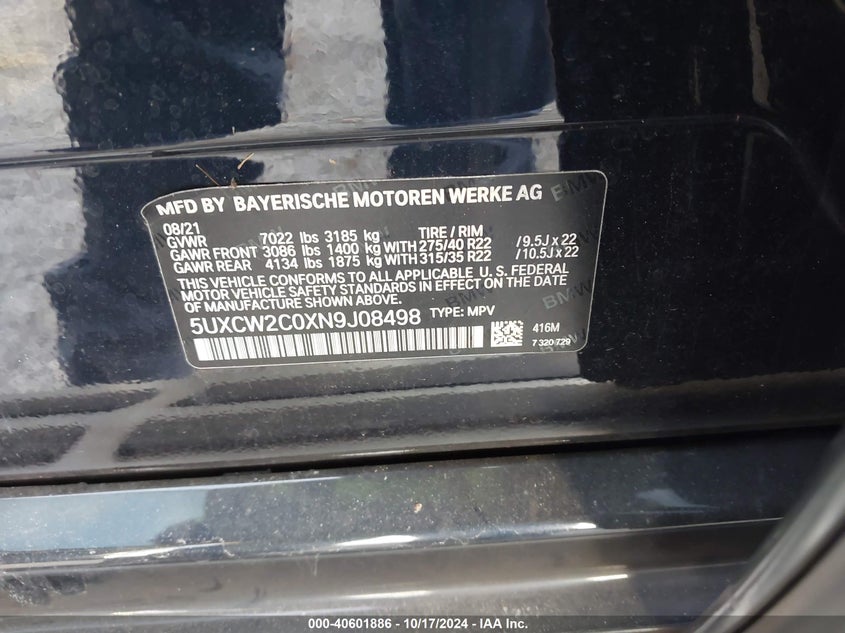 MFD BY BAYERISCHE MOTOREN WERKE AG
08/21
GVWR 7022 lbs 3185 kg TIRE / RIM
GAWR FRONT 3086 lbs 1400 kg WITH 275/40 R22 / 9.5J x 22
GAWR REAR 4134 lbs 1875 kg WITH 315/35 R22 / 10.5J x 22
THIS VEHICLE CONFORMS TO ALL APPLICABLE U. S. FEDERAL
MOTOR VEHICLE SAFETY STANDARDS IN EFFECT ON THE DATE
OF MANUFACTURE SHOWN ABOVE.
5UXCW2C0XN9J08498 TYPE: MPV
416M
7 320 729
000-40601886 - 10/17/2024 - IAA Inc.